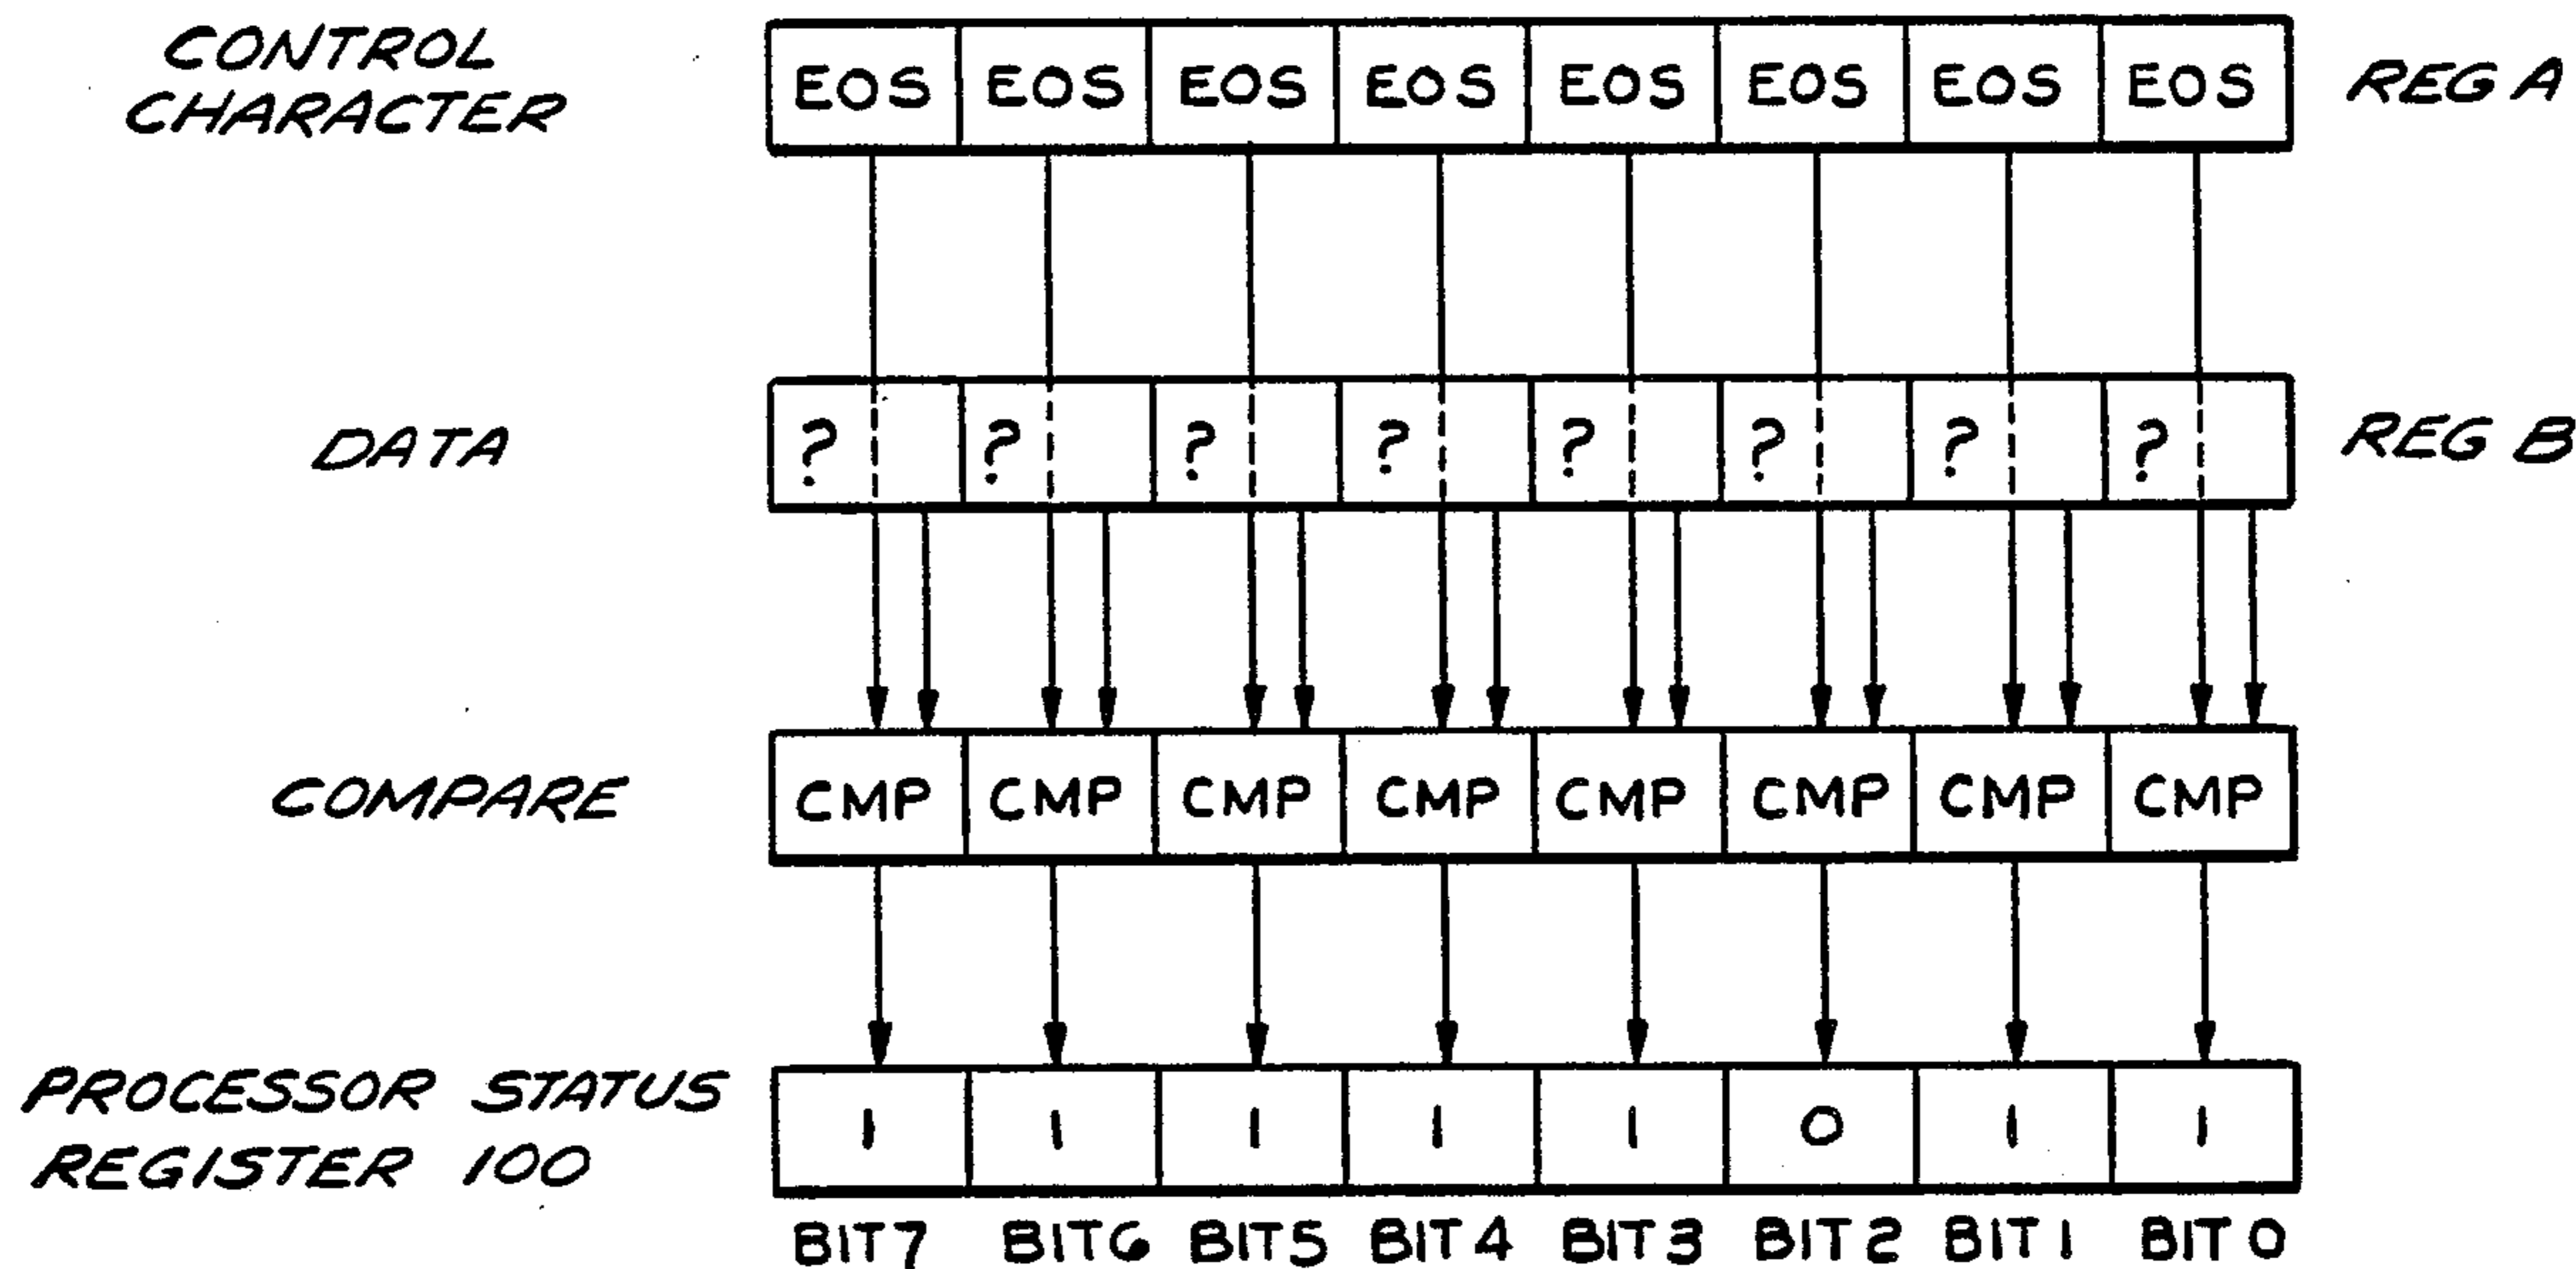 CONTROL
CHARACTER
EOS EOS EOS EOS EOS EOS EOS EOS
REG A
DATA
? ? ? ? ? ? ? ?
REG B
COMPARE
CMP CMP CMP CMP CMP CMP CMP CMP
PROCESSOR STATUS
REGISTER 100
1 1 1 1 1 0 1 1
BIT7 BIT6 BIT5 BIT4 BIT3 BIT2 BIT1 BIT0